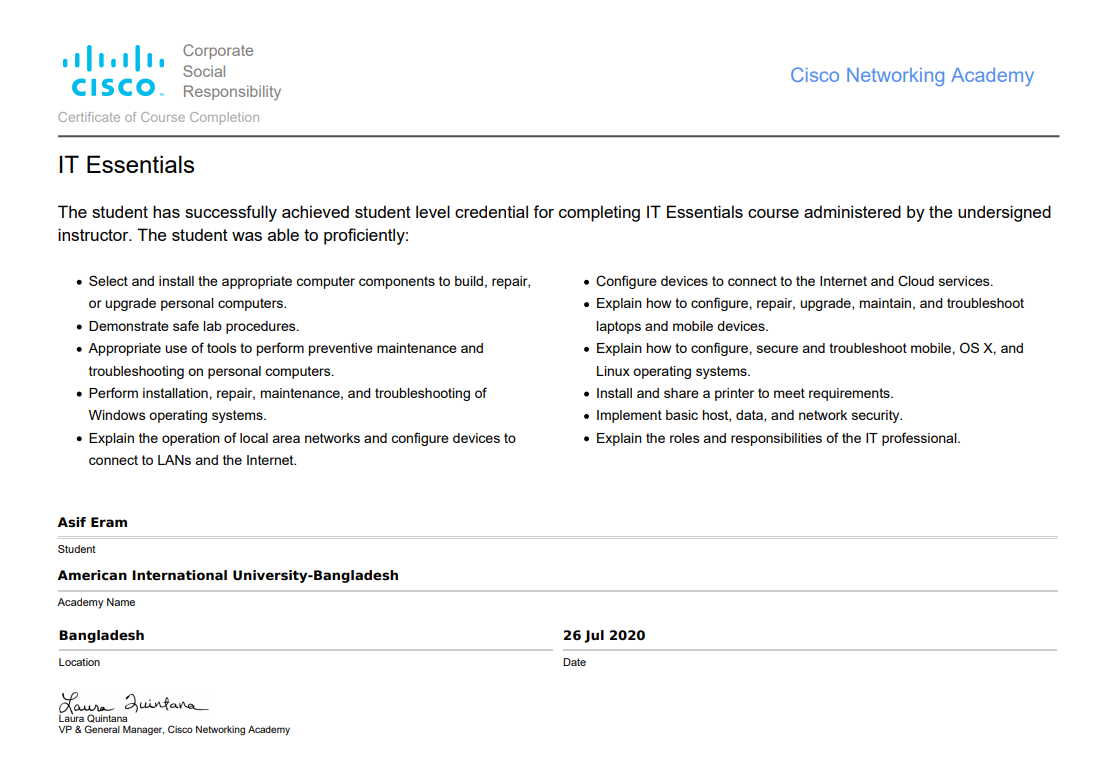 CISCO
Corporate
Social
Responsibility
Cisco Networking Academy
Certificate of Course Completion
IT Essentials
The student has successfully achieved student level credential for completing IT Essentials course administered by the undersigned
instructor. The student was able to proficiently:
• Select and install the appropriate computer components to build, repair,
or upgrade personal computers.
• Demonstrate safe lab procedures.
• Appropriate use of tools to perform preventive maintenance and
troubleshooting on personal computers.
• Perform installation, repair, maintenance, and troubleshooting of
Windows operating systems.
• Explain the operation of local area networks and configure devices to
connect to LANs and the Internet.
• Configure devices to connect to the Internet and Cloud services.
• Explain how to configure, repair, upgrade, maintain, and troubleshoot
laptops and mobile devices.
• Explain how to configure, secure and troubleshoot mobile, OS X, and
Linux operating systems.
• Install and share a printer to meet requirements.
• Implement basic host, data, and network security.
• Explain the roles and responsibilities of the IT professional.
Asif Eram
Student
American International University-Bangladesh
Academy Name
Bangladesh
Location
26 Jul 2020
Date
Laura Quintana
Laura Quintana
VP & General Manager, Cisco Networking Academy